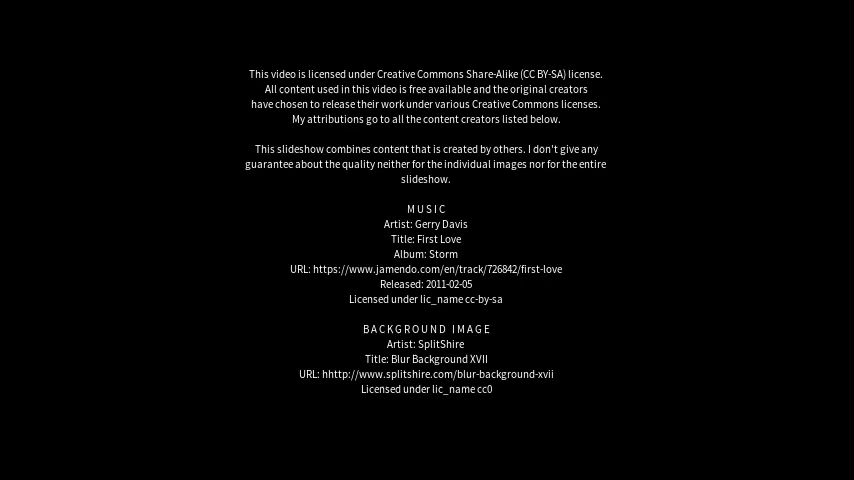 This video is licensed under Creative Commons Share-Alike (CC BY-SA) license.
All content used in this video is free available and the original creators
have chosen to release their work under various Creative Commons licenses.
My attributions go to all the content creators listed below.
This slideshow combines content that is created by others. I don't give any
guarantee about the quality neither for the individual images nor for the entire
slideshow.
MUSIC
Artist: Gerry Davis
Title: First Love
Album: Storm
URL: https://www.jamendo.com/en/track/726842/first-love
Released: 2011-02-05
Licensed under lic_name cc-by-sa
BACKGROUND IMAGE
Artist: SplitShire
Title: Blur Background XVII
URL: hhttp://www.splitshire.com/blur-background-xvii
Licensed under lic_name cc0